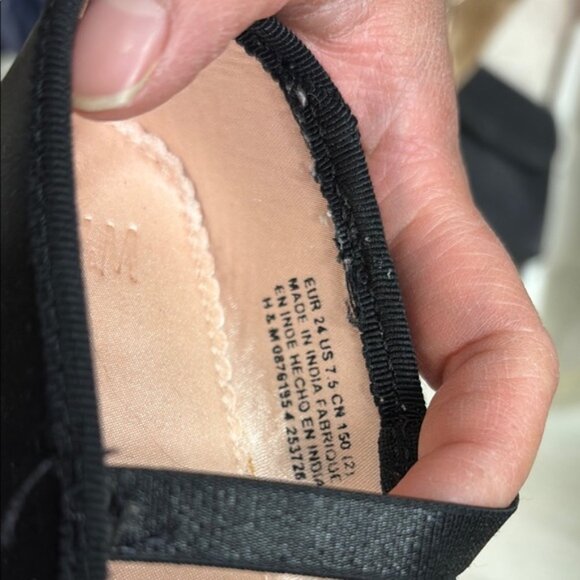 EUR 24 US 7.5 CN 150 (2)
MADE IN INDIA FABRIQUE
EN INDE HECHO EN INDIA
H & M 0876195 4 253726